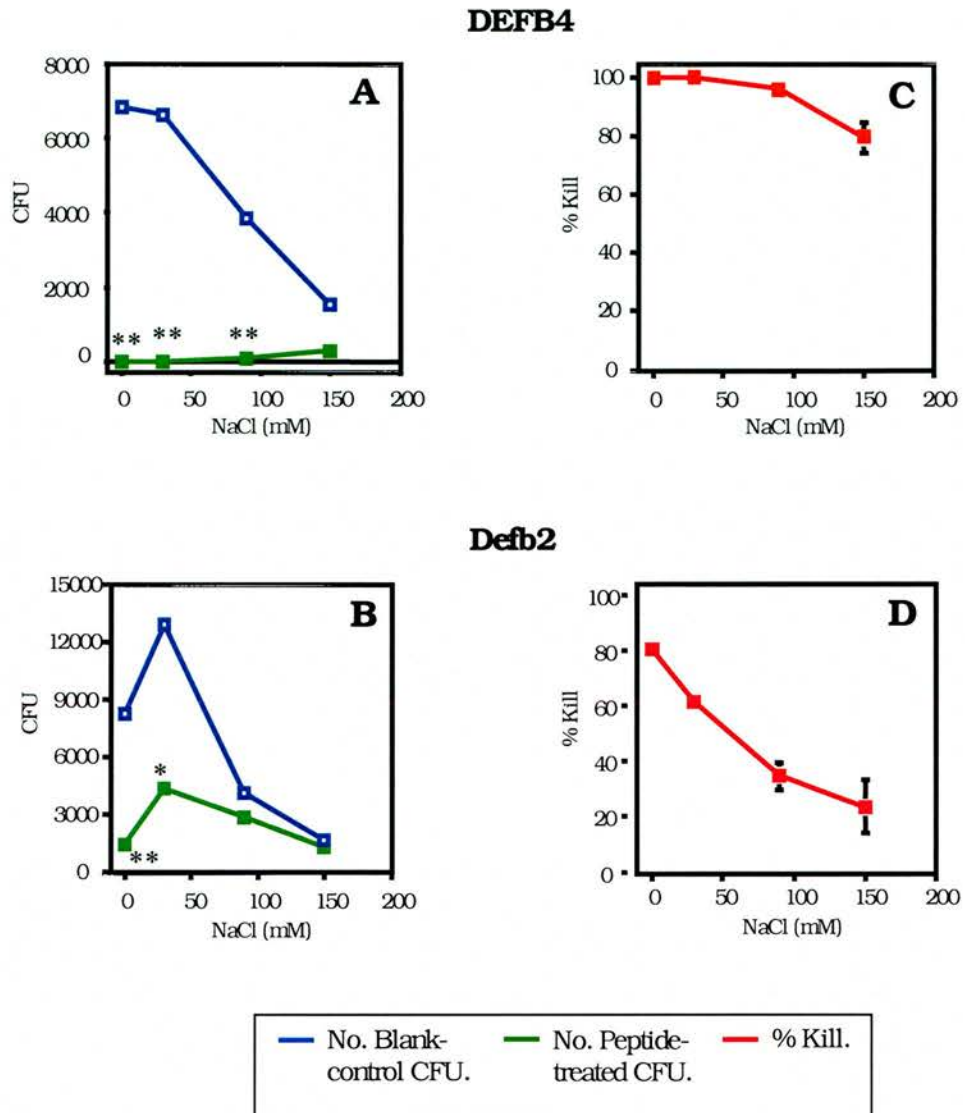 DEFB4
A
8000
6000
4000
2000
0
CFU
** ** **
0 50 100 150 200
NaCl (mM)
C
100
80
60
40
20
0
% Kill
0 50 100 150 200
NaCl (mM)
Defb2
B
15000
12000
9000
6000
3000
0
CFU
*
**
0 50 100 150 200
NaCl (mM)
D
100
80
60
40
20
0
% Kill
0 50 100 150 200
NaCl (mM)
No. Blank-
control CFU.
No. Peptide-
treated CFU.
% Kill.